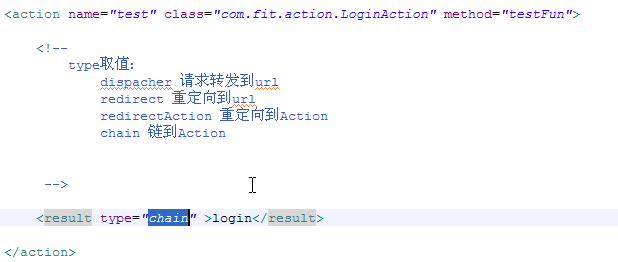 <action name="test" class="com.fit.action.LoginAction" method="testFun">
<!--
type取值:
dispacher 请求转发到url
redirect 重定向到url
redirectAction 重定向到Action
chain 链到Action
-->
<result type="chain" >login</result>
</action>